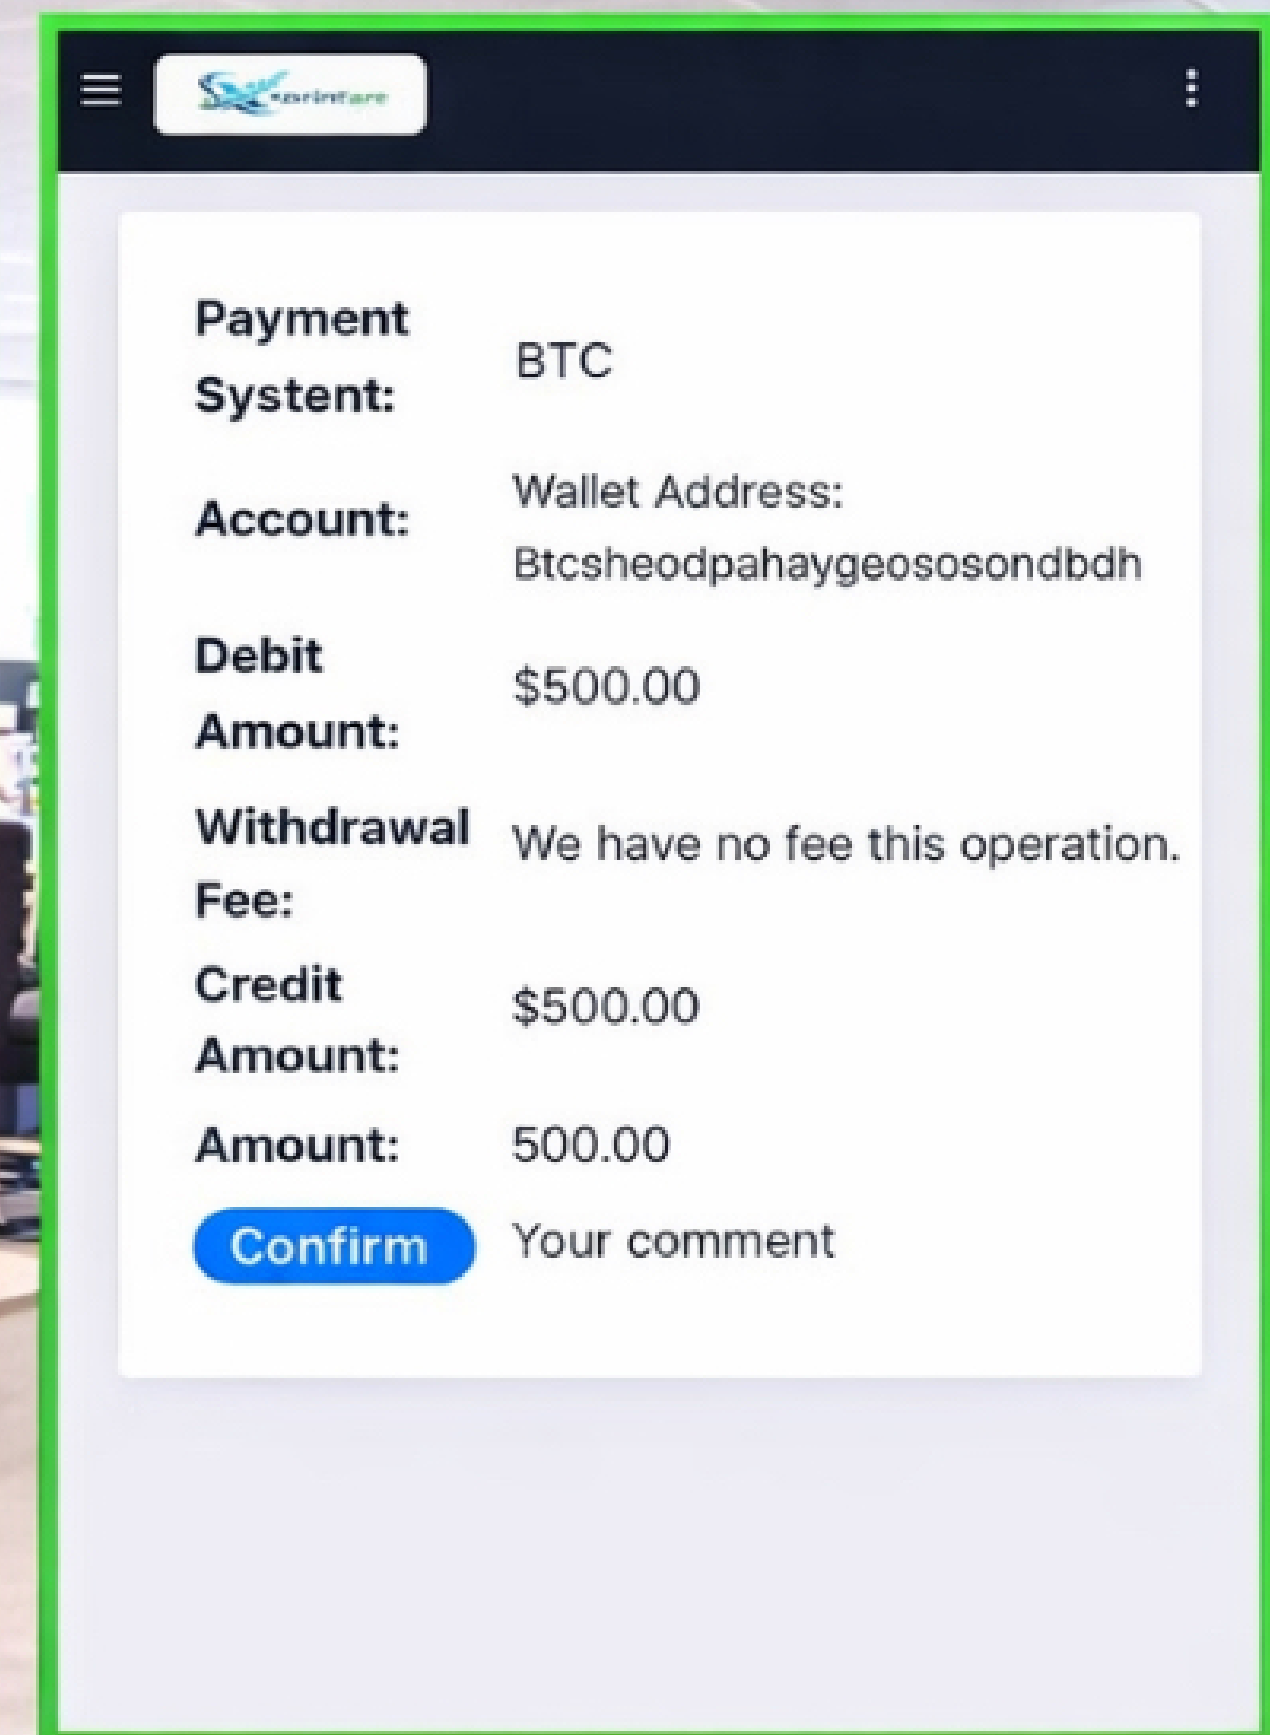 Payment
Systent:
BTC
Account:
Wallet Address:
Btcsheodpahaygeososondbdh
Debit
Amount:
$500.00
Withdrawal
Fee:
We have no fee this operation.
Credit
Amount:
$500.00
Amount:
500.00
Confirm
Your comment